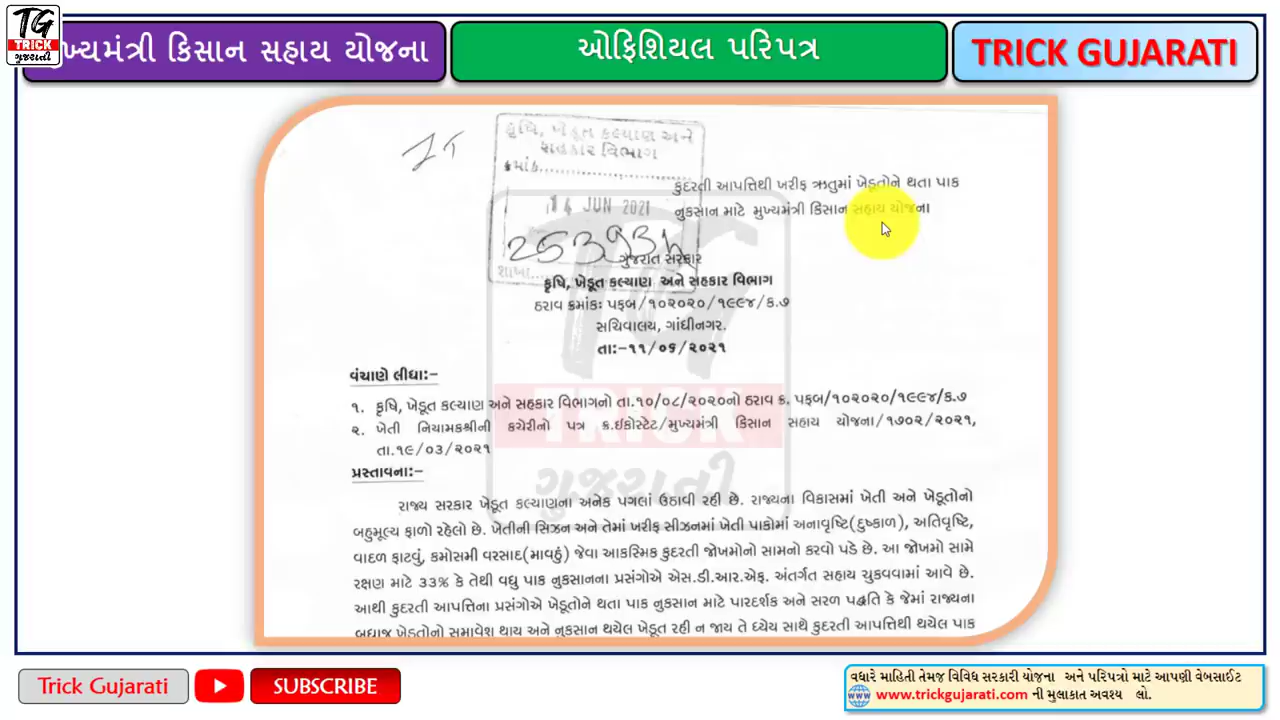 TG
TRICK
ગુજરાતી
મુખ્યમંત્રી કિસાન સહાય યોજના
ઓફિશિયલ પરિપત્ર
TRICK GUJARATI
કૃષિ, ખેડૂત કલ્યાણ અને
સહકાર વિભાગ
ક્રમાંક
14 JUN 2021
શાખા
કુદરતી આપત્તિથી ખરીફ ઋતુમાં ખેડૂતોને થતા પાક
નુકસાન માટે મુખ્યમંત્રી કિસાન સહાય યોજના
ગુજરાત સરકાર
કૃષિ, ખેડૂત કલ્યાણ અને સહકાર વિભાગ
ઠરાવ ક્રમાંક: પફબ/૧૦૨૦૨૦/૧૯૯૪/ક.૭
સચિવાલય, ગાંધીનગર.
તા:-૧૧/૦૬/૨૦૨૧
વંચાણે લીધા:-
૧. કૃષિ, ખેડૂત કલ્યાણ અને સહકાર વિભાગનો તા.૧૦/૦૮/૨૦૨૦નો ઠરાવ ક્ર. પફબ/૧૦૨૦૨૦/૧૯૯૪/ક.૭
૨. ખેતી નિયામકશ્રીની કચેરીનો પત્ર ક્ર.ઈકોસ્ટેટ/મુખ્યમંત્રી કિસાન સહાય યોજના/૧૭૦૨/૨૦૨૧,
તા.૧૯/૦૩/૨૦૨૧
પ્રસ્તાવના:-
રાજ્ય સરકાર ખેડૂત કલ્યાણના અનેક પગલાં ઉઠાવી રહી છે. રાજ્યના વિકાસમાં ખેતી અને ખેડૂતોનો
બહુમૂલ્ય ફાળો રહેલો છે. ખેતીની સિઝન અને તેમાં ખરીફ સીઝનમાં ખેતી પાકોમાં અનાવૃષ્ટિ(દુષ્કાળ), અતિવૃષ્ટિ,
વાદળ ફાટવું, કમોસમી વરસાદ(માવઠું) જેવા આકસ્મિક કુદરતી જોખમોનો સામનો કરવો પડે છે. આ જોખમો સામે
રક્ષણ માટે ૩૩% કે તેથી વધુ પાક નુકસાનના પ્રસંગોએ એસ.ડી.આર.એફ. અંતર્ગત સહાય ચુકવવામાં આવે છે.
આથી કુદરતી આપત્તિના પ્રસંગોએ ખેડૂતોને થતા પાક નુકસાન માટે પારદર્શક અને સરળ પદ્ધતિ કે જેમાં રાજ્યના
બધાજ ખેડૂતોનો સમાવેશ થાય અને નુકસાન થયેલ ખેડૂત રહી ન જાય તે ધ્યેય સાથે કુદરતી આપત્તિથી થયેલ પાક
Trick Gujarati
SUBSCRIBE
વધારે માહિતી તેમજ વિવિધ સરકારી યોજના અને પરિપત્રો માટે આપણી વેબસાઈટ
www.trickgujarati.com ની મુલાકાત અવશ્ય લો.